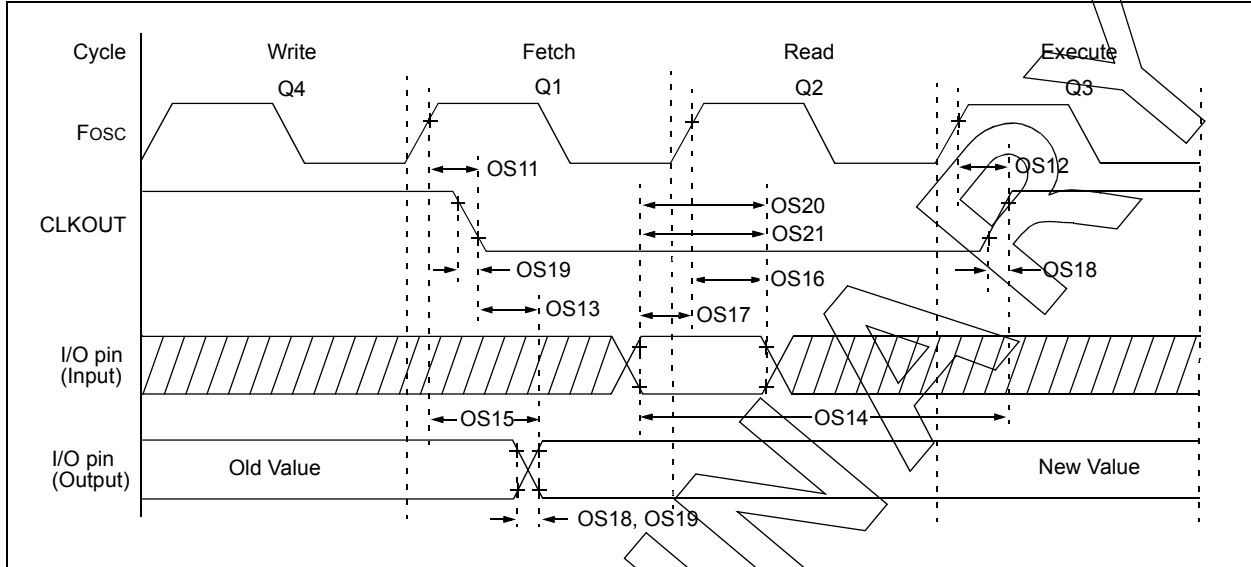 Cycle Write Fetch Read Execute
Q4 Q1 Q2 Q3
FOSC
OS11 OS12
OS20
CLKOUT
OS21
OS19 OS18
OS16
OS13 OS17
I/O pin
(Input)
OS15 OS14
I/O pin
(Output)
Old Value New Value
OS18, OS19